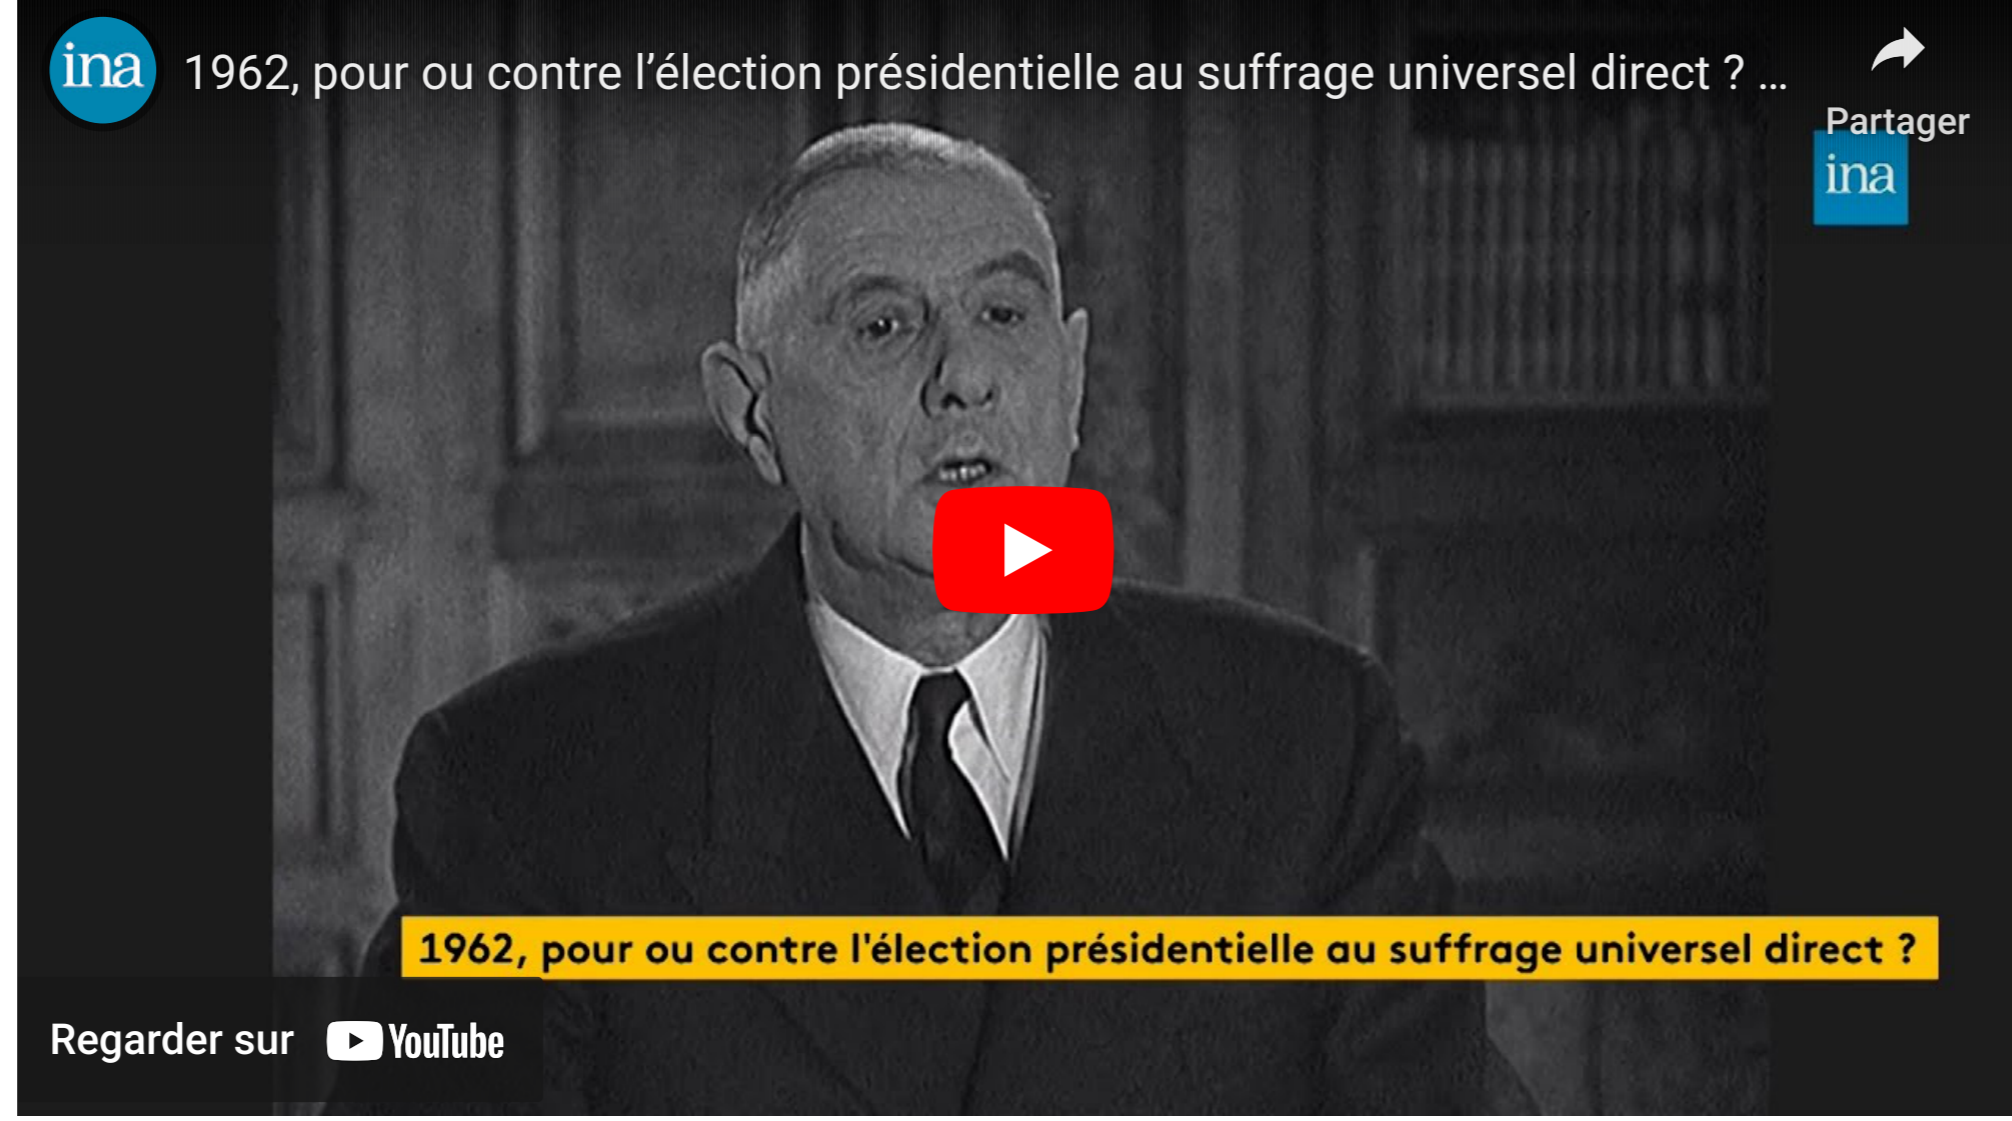 ina
1962, pour ou contre l’élection présidentielle au suffrage universel direct ? ...
Partager
ina
1962, pour ou contre l'élection présidentielle au suffrage universel direct ?
Regarder sur YouTube